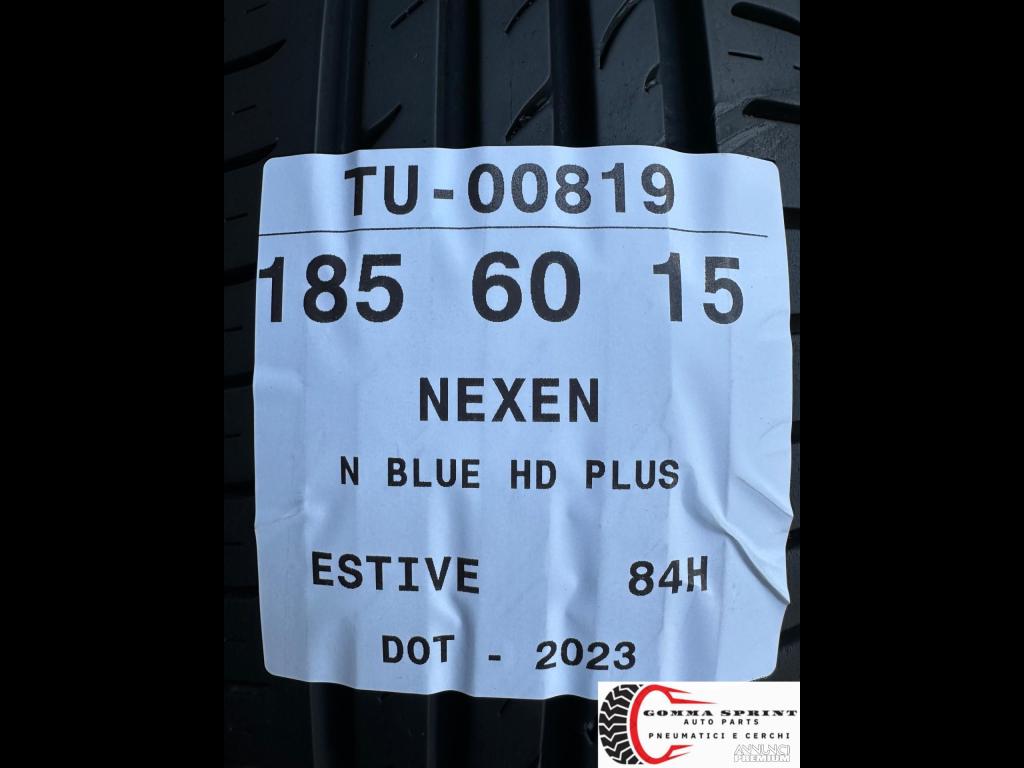 TU-00819
185 60 15
NEXEN
N BLUE HD PLUS
ESTIVE 84H
DOT - 2023
GOMMA SPRINT
AUTO PARTS
PNEUMATICI E CERCHI
ANNUNCI
PREMIUM